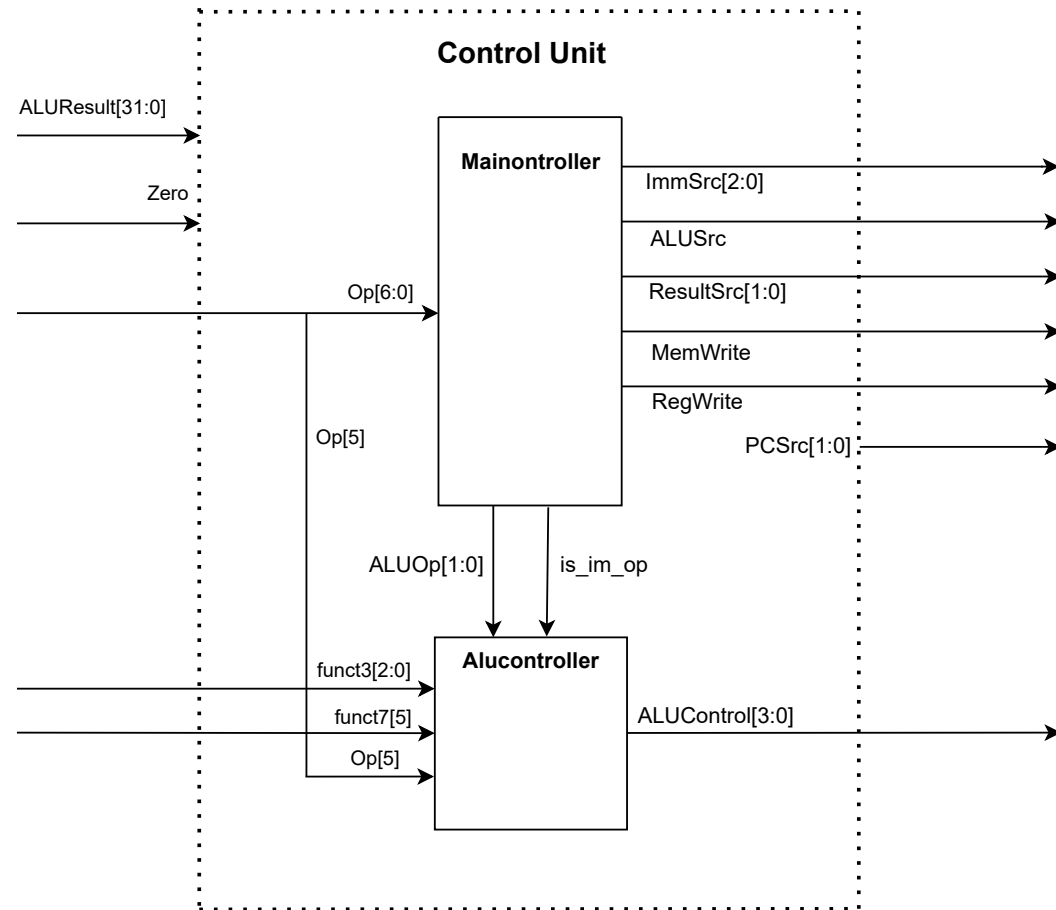 Control Unit
ALUResult[31:0]
Mainontroller
ImmSrc[2:0]
Zero
ALUSrc
Op[6:0]
ResultSrc[1:0]
MemWrite
RegWrite
Op[5]
PCSrc[1:0]
ALUOp[1:0]
is_im_op
Alucontroller
funct3[2:0]
funct7[5]
ALUControl[3:0]
Op[5]